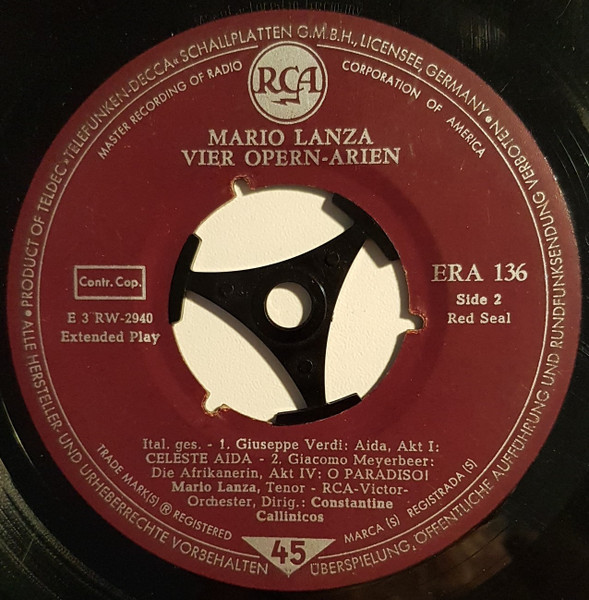 ALLE HERSTELLER- UND URHEBERRECHTE VORBEHALTEN
• PRODUCT OF TELDEC »TELEFUNKEN-DECCA« SCHALLPLATTEN G.M.B.H., LICENSEE, GERMANY •
ÜBERSPIELUNG, ÖFFENTLICHE AUFFÜHRUNG UND RUNDFUNKSENDUNG VERBOTEN
MASTER RECORDING OF RADIO CORPORATION OF AMERICA
RCA
MARIO LANZA
VIER OPERN-ARIEN
Contr. Cop.
E 3 RW-2940
Extended Play
ERA 136
Side 2
Red Seal
Ital. ges. - 1. Giuseppe Verdi: Aida, Akt I:
CELESTE AIDA - 2. Giacomo Meyerbeer:
Die Afrikanerin, Akt IV: O PARADISO!
Mario Lanza, Tenor - RCA-Victor-
Orchester, Dirig.: Constantine
Callinicos
TRADE MARK(S) ® REGISTERED
MARCA (S) REGISTRADA (S)
45